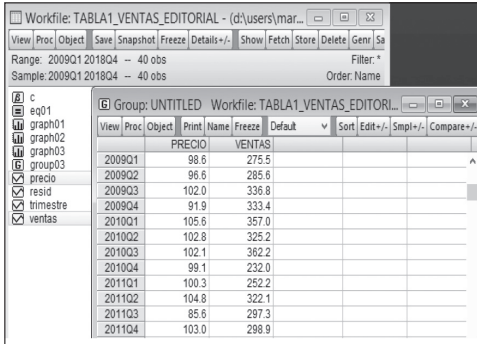 Workfile: TABLA1_VENTAS_EDITORIAL - (d:\users\mar...
View Proc Object Save Snapshot Freeze Details+/- Show Fetch Store Delete Genr Sa
Range: 2009Q1 2018Q4 -- 40 obs Filter: *
Sample: 2009Q1 2018Q4 -- 40 obs Order: Name
c
eq01
graph01
graph02
graph03
group03
precio
resid
trimestre
ventas
G Group: UNTITLED Workfile: TABLA1_VENTAS_EDITORI...
View Proc Object Print Name Freeze Default Sort Edit+/- Smpl+/- Compare+/-
PRECIO VENTAS
2009Q1 98.6 275.5
2009Q2 96.6 285.6
2009Q3 102.0 336.8
2009Q4 91.9 333.4
2010Q1 105.6 357.0
2010Q2 102.8 325.2
2010Q3 102.1 362.2
2010Q4 99.1 232.0
2011Q1 100.3 252.2
2011Q2 104.8 322.1
2011Q3 85.6 297.3
2011Q4 103.0 298.9